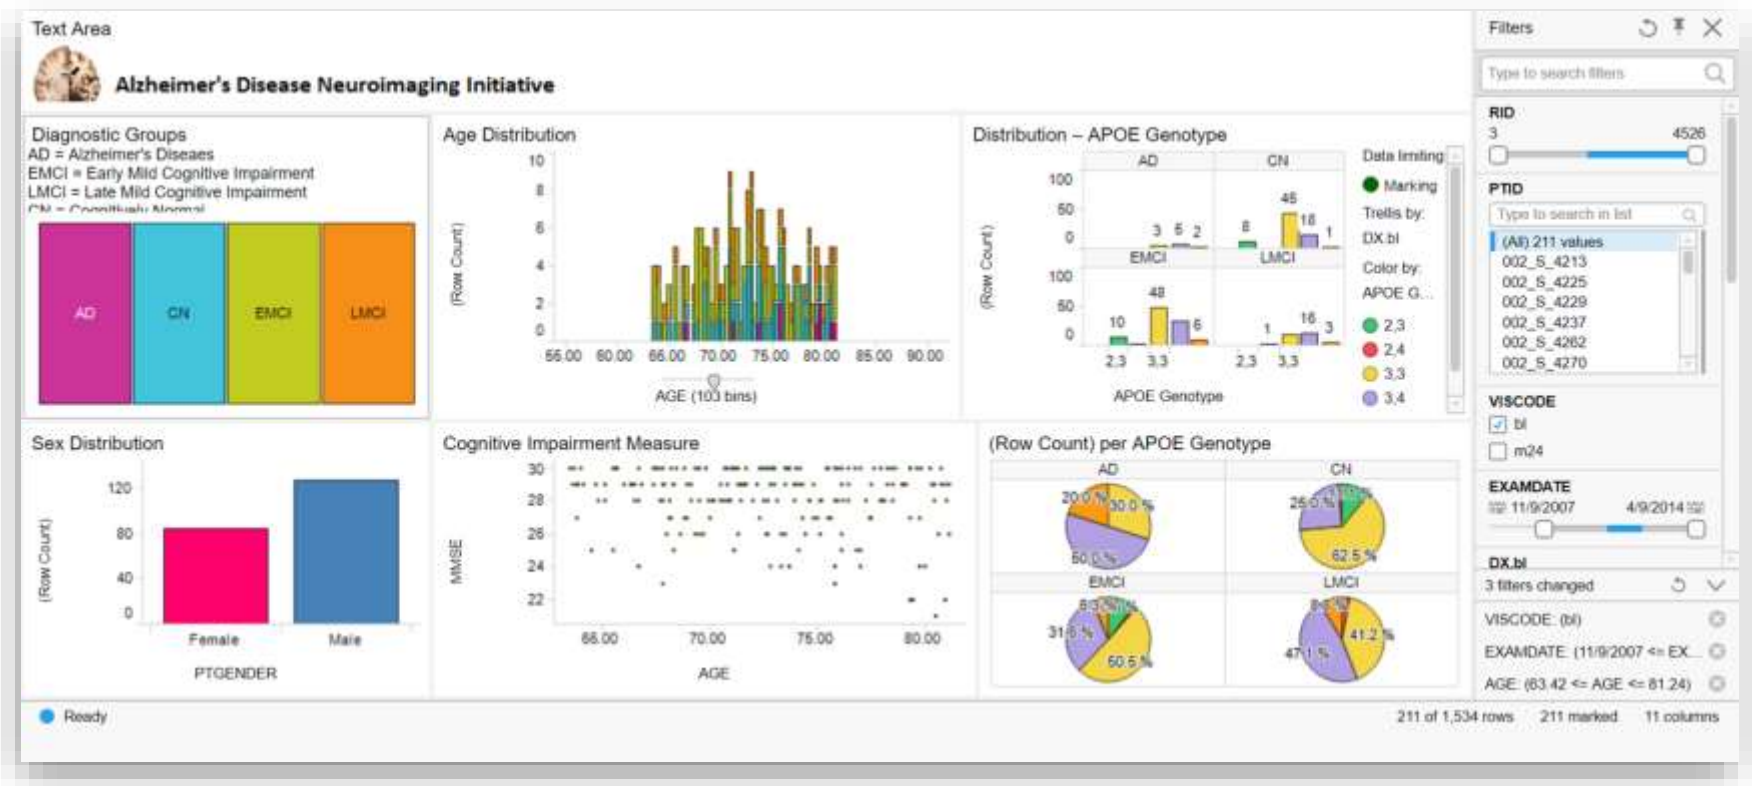 Text Area
Alzheimer's Disease Neuroimaging Initiative
Diagnostic Groups
AD = Alzheimer's Diseaes
EMCI = Early Mild Cognitive Impairment
LMCI = Late Mild Cognitive Impairment
CN = Cognitively Normal
AD
CN
EMCI
LMCI
Age Distribution
(Row Count)
10
8
6
4
2
0
55.00 60.00 65.00 70.00 75.00 80.00 85.00 90.00
AGE (103 bins)
Distribution – APOE Genotype
(Row Count)
AD CN
100
50
0
3 5 2
8 45 18 1
EMCI LMCI
100
50
0
10 48 6
1 16 3
2,3 3,3 2,3 3,3
APOE Genotype
Data limiting:
Marking
Trellis by:
DX.bl
Color by:
APOE G...
2,3
2,4
3,3
3,4
Sex Distribution
(Row Count)
120
80
40
0
Female Male
PTGENDER
Cognitive Impairment Measure
MMSE
30
28
26
24
22
65.00 70.00 75.00 80.00
AGE
(Row Count) per APOE Genotype
AD CN
20.0 % 30.0 %
50.0 %
25.0 %
62.5 %
EMCI LMCI
31.6 %
50.6 %
41.2 %
47.1 %
Filters
Type to search filters
RID
3 4526
PTID
Type to search in list
(All) 211 values
002_S_4213
002_S_4225
002_S_4229
002_S_4237
002_S_4262
002_S_4270
VISCODE
bl
m24
EXAMDATE
11/9/2007 4/9/2014
DX.bl
3 filters changed
VISCODE: (bl)
EXAMDATE: (11/9/2007 <= EX...
AGE: (63.42 <= AGE <= 81.24)
Ready
211 of 1,534 rows 211 marked 11 columns